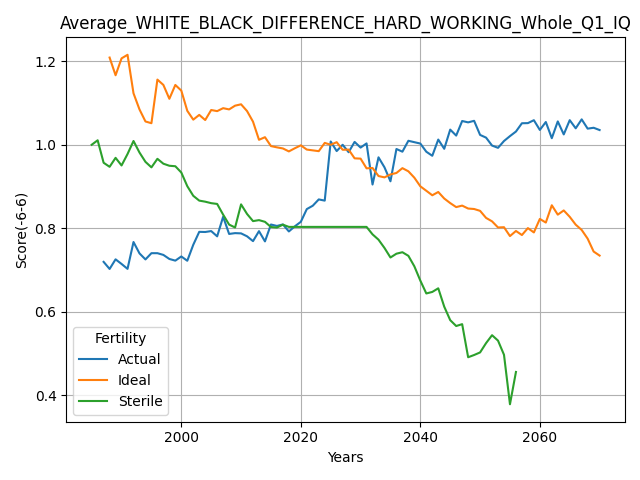 Average_WHITE_BLACK_DIFFERENCE_HARD_WORKING_Whole_Q1_IQ
Score(-6-6)
1.2
1.0
0.8
0.6
0.4
Fertility
Actual
Ideal
Sterile
2000
2020
2040
2060
Years